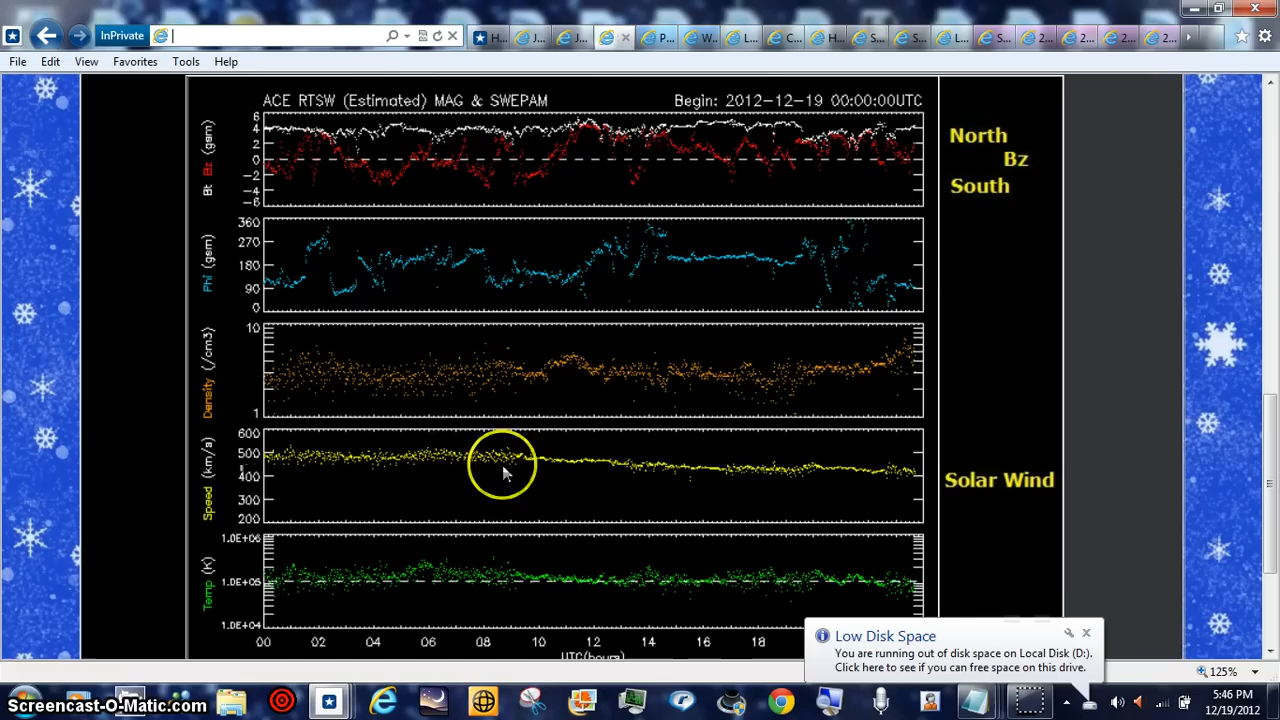 InPrivate
H... J... J... P... W... L... C... H... S... S... L... S... 2... 2... 2... 2...
File Edit View Favorites Tools Help
ACE RTSW (Estimated) MAG & SWEPAM Begin: 2012-12-19 00:00:00UTC
Bt Bz (gsm)
6
4
2
0
-2
-4
-6
North
Bz
South
Phi (gsm)
360
270
180
90
0
Density (/cm3)
10
1
Speed (km/s)
600
500
400
300
200
Solar Wind
Temp (K)
1.0E+06
1.0E+05
1.0E+04
00 02 04 06 08 10 12 14 16 18
UTC(hours)
Low Disk Space
You are running out of disk space on Local Disk (D:).
Click here to see if you can free space on this drive.
125%
Screencast-O-Matic.com
5:46 PM
12/19/2012